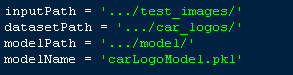 inputPath = '.../test_images/'
datasetPath = '.../car_logos/'
modelPath = '.../model/'
modelName = 'carLogoModel.pkl'